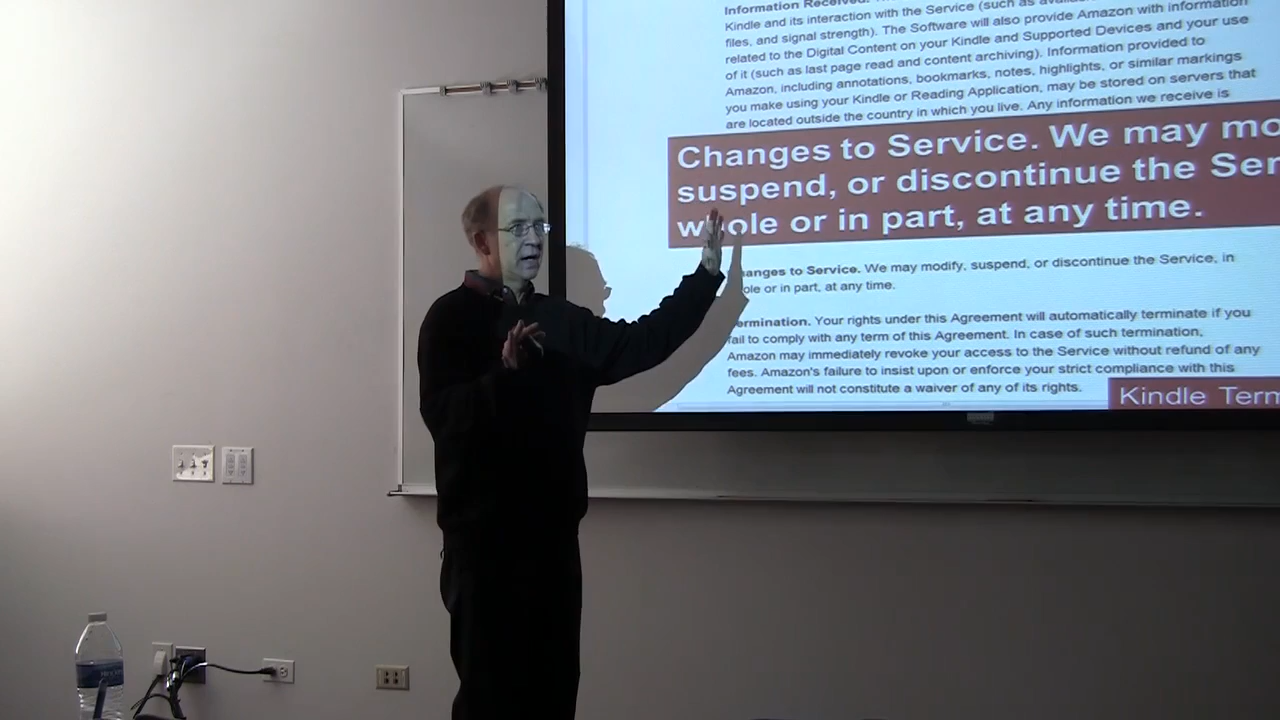 Information Received.
Kindle and its interaction with the Service (such as
files, and signal strength). The Software will also provide Amazon with information
related to the Digital Content on your Kindle and Supported Devices and your use
of it (such as last page read and content archiving). Information provided to
Amazon, including annotations, bookmarks, notes, highlights, or similar markings
you make using your Kindle or Reading Application, may be stored on servers that
are located outside the country in which you live. Any information we receive is
Changes to Service. We may mo
suspend, or discontinue the Ser
whole or in part, at any time.
anges to Service. We may modify, suspend, or discontinue the Service, in
ole or in part, at any time.
ermination. Your rights under this Agreement will automatically terminate if you
fail to comply with any term of this Agreement. In case of such termination,
Amazon may immediately revoke your access to the Service without refund of any
fees. Amazon's failure to insist upon or enforce your strict compliance with this
Agreement will not constitute a waiver of any of its rights.
Kindle Term